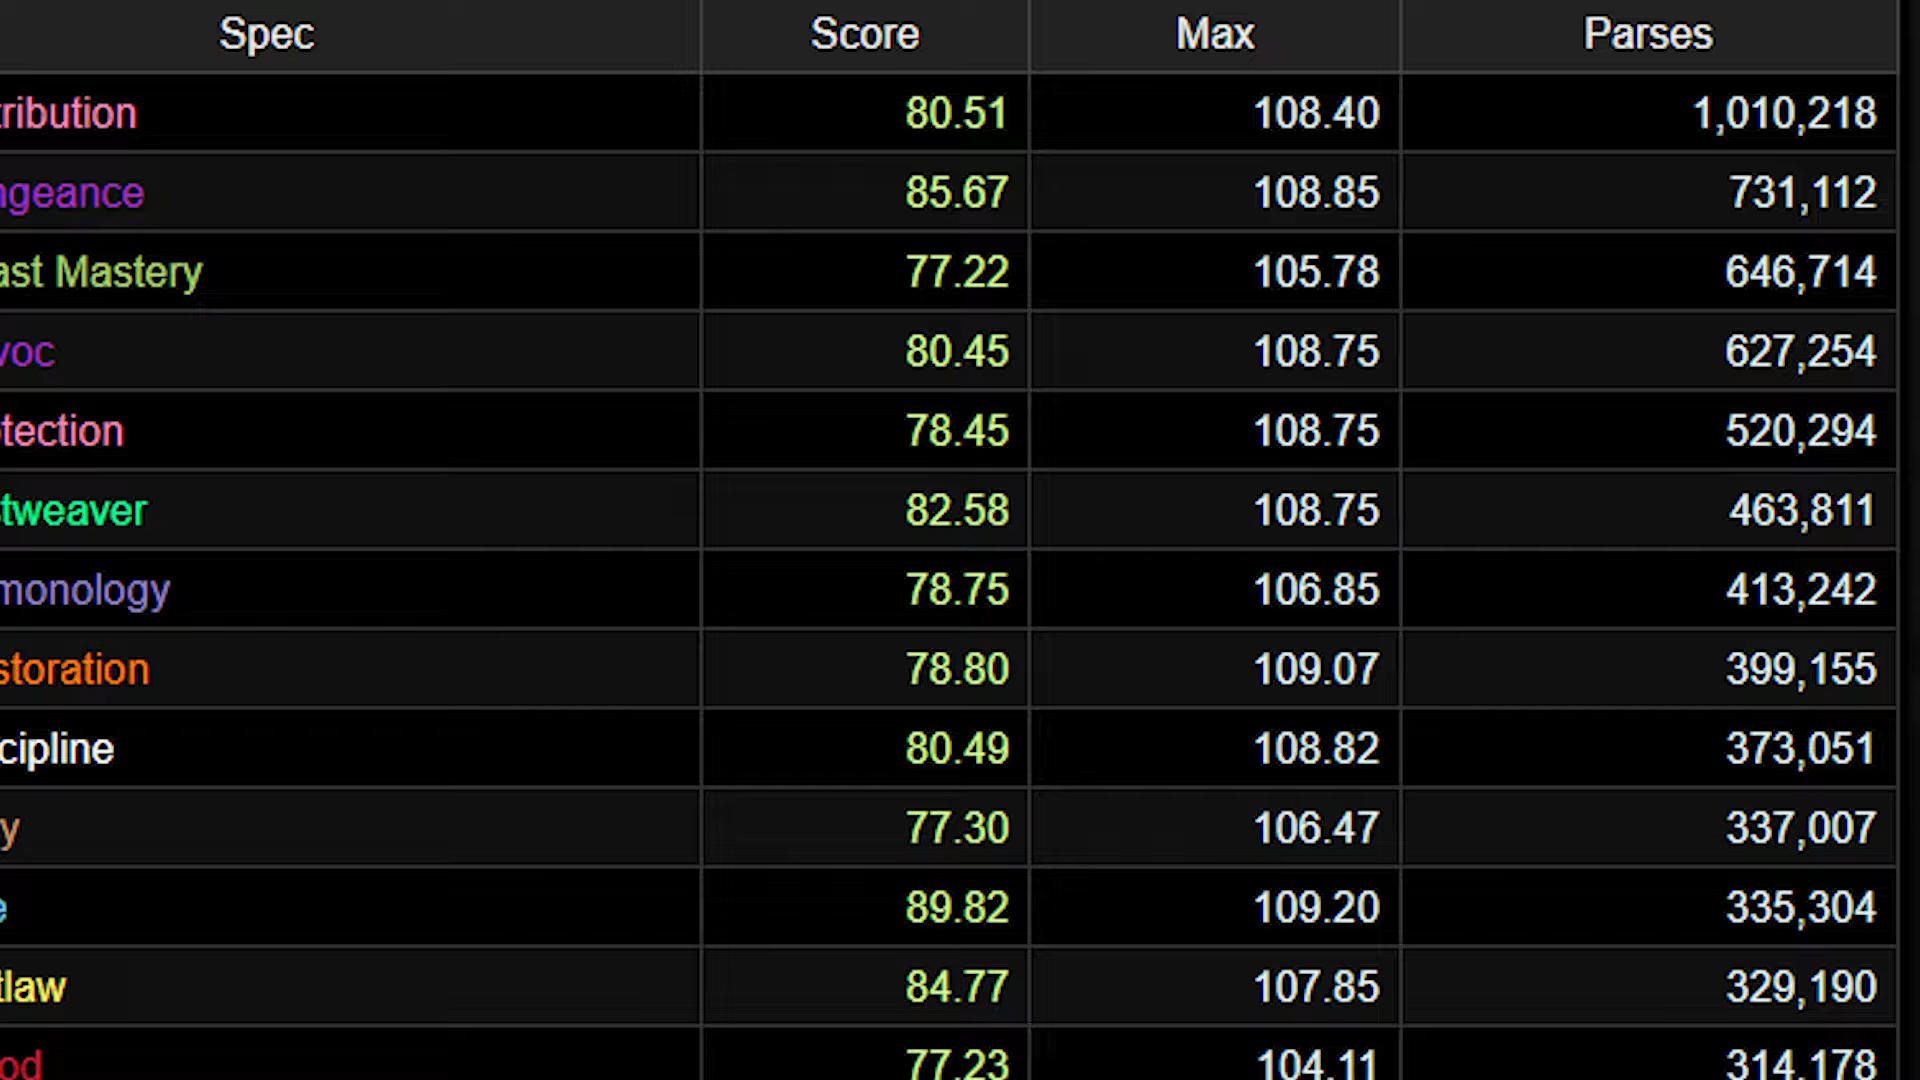 Spec Score Max Parses
tribution 80.51 108.40 1,010,218
ngeance 85.67 108.85 731,112
ast Mastery 77.22 105.78 646,714
voc 80.45 108.75 627,254
tection 78.45 108.75 520,294
tweaver 82.58 108.75 463,811
monology 78.75 106.85 413,242
storation 78.80 109.07 399,155
cipline 80.49 108.82 373,051
y 77.30 106.47 337,007
e 89.82 109.20 335,304
tlaw 84.77 107.85 329,190
od 77.23 104.11 314,178